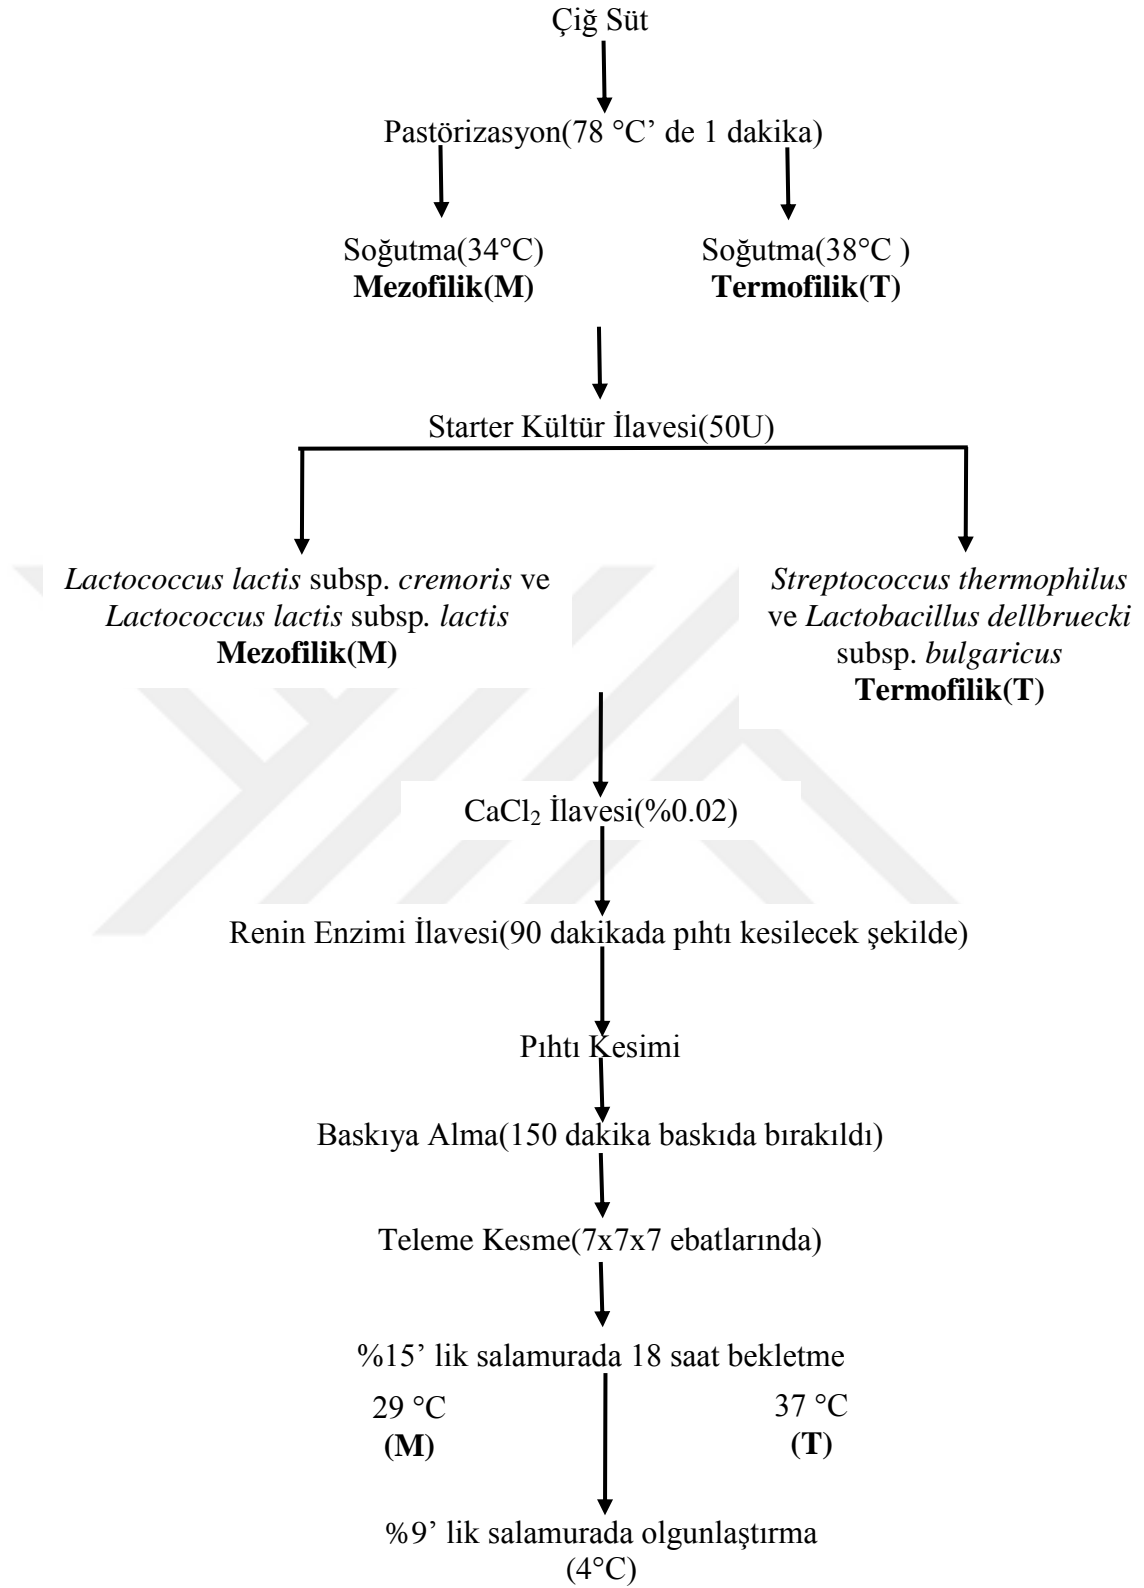 Çiğ Süt
Pastörizasyon(78 °C’ de 1 dakika)
Soğutma(34°C)
Mezofilik(M)
Soğutma(38°C )
Termofilik(T)
Starter Kültür İlavesi(50U)
Lactococcus lactis subsp. cremoris ve
Lactococcus lactis subsp. lactis
Mezofilik(M)
Streptococcus thermophilus
ve Lactobacillus dellbruecki
subsp. bulgaricus
Termofilik(T)
CaCl₂ İlavesi(%0.02)
Renin Enzimi İlavesi(90 dakikada pıhtı kesilecek şekilde)
Pıhtı Kesimi
Baskıya Alma(150 dakika baskıda bırakıldı)
Teleme Kesme(7x7x7 ebatlarında)
%15’ lik salamurada 18 saat bekletme
29 °C
(M)
37 °C
(T)
%9’ lik salamurada olgunlaştırma
(4°C)